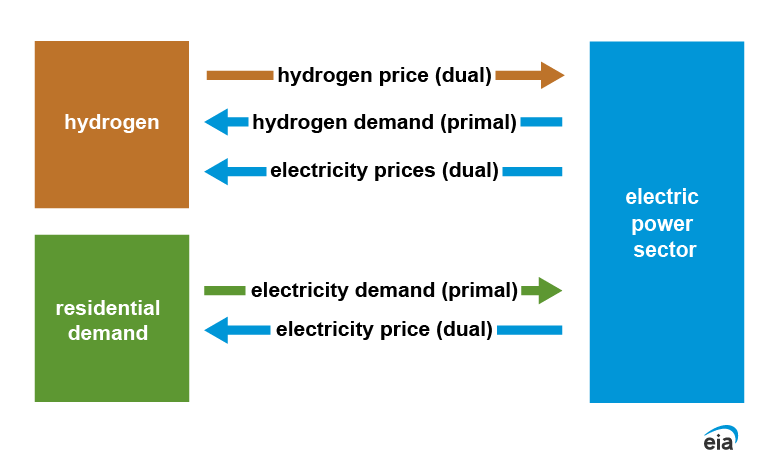 hydrogen
hydrogen price (dual)
hydrogen demand (primal)
electricity prices (dual)
electric
power
sector
residential
demand
electricity demand (primal)
electricity price (dual)
eia